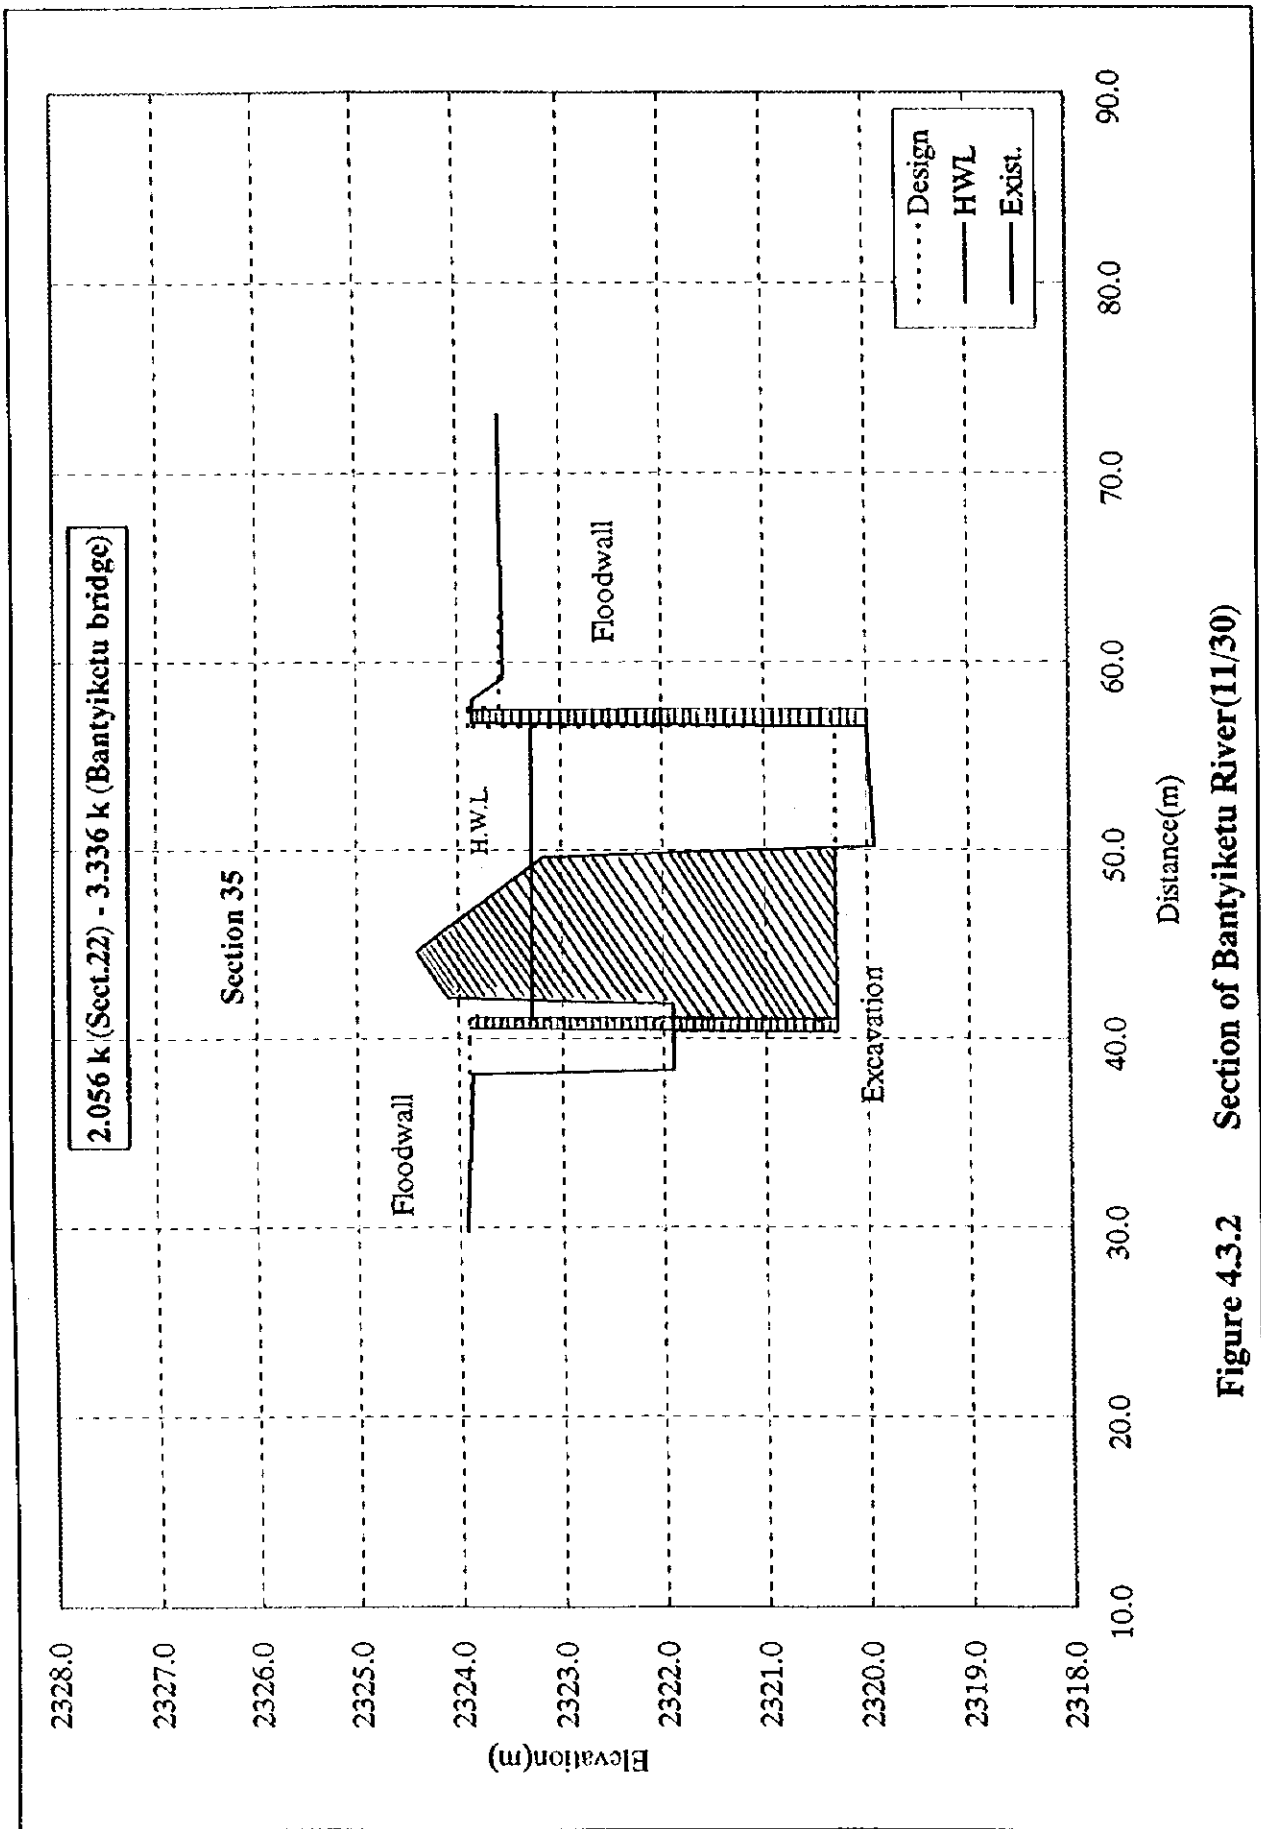 2.056 k (Sect.22) - 3.336 k (Bantyiketu bridge)
Section 35
Elevation(m)
2328.0
2327.0
2326.0
2325.0
2324.0
2323.0
2322.0
2321.0
2320.0
2319.0
2318.0
Floodwall
H.W.L.
Floodwall
Excavation
Design
HWL
Exist.
10.0 20.0 30.0 40.0 50.0 60.0 70.0 80.0 90.0
Distance(m)
Figure 4.3.2 Section of Bantyiketu River(11/30)